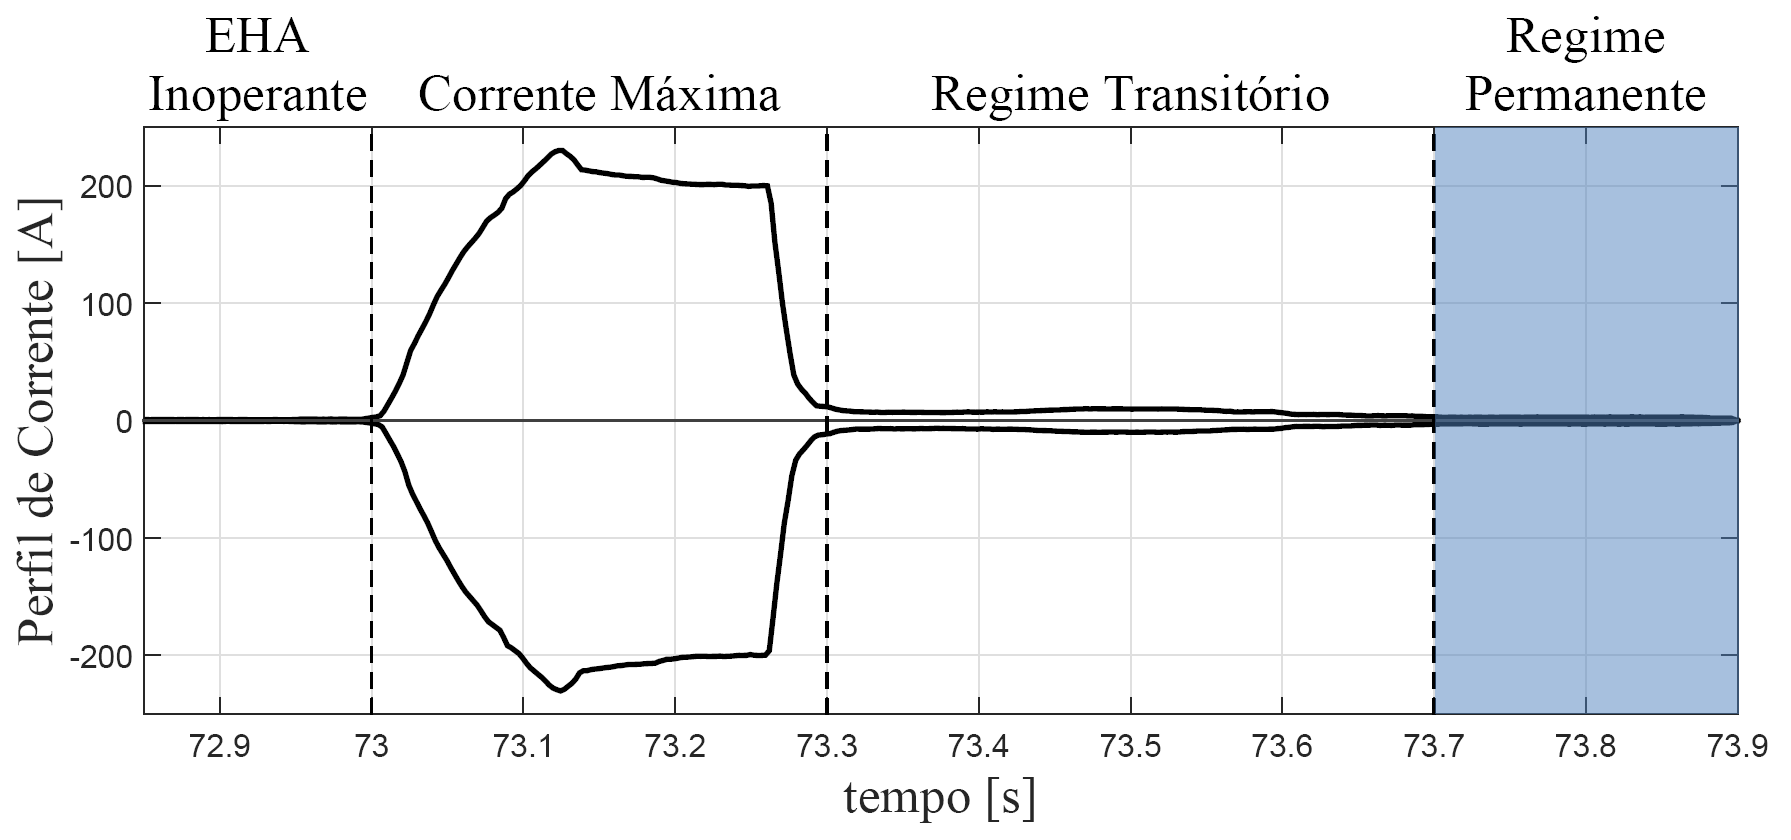 EHA
Inoperante
Corrente Máxima
Regime Transitório
Regime
Permanente
Perfil de Corrente [A]
200
100
0
-100
-200
72.9
73
73.1
73.2
73.3
73.4
73.5
73.6
73.7
73.8
73.9
tempo [s]